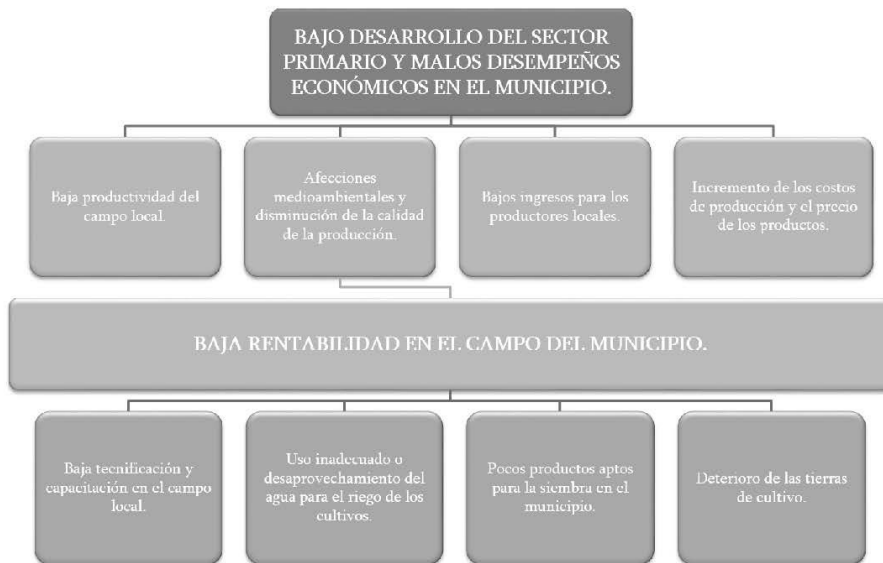 BAJO DESARROLLO DEL SECTOR
PRIMARIO Y MALOS DESEMPEÑOS
ECONÓMICOS EN EL MUNICIPIO.
Baja productividad del
campo local.
Afecciones
medioambientales y
disminución de la calidad
de la producción.
Bajos ingresos para los
productores locales.
Incremento de los costos
de producción y el precio
de los productos.
BAJA RENTABILIDAD EN EL CAMPO DEL MUNICIPIO.
Baja tecnificación y
capacitación en el campo
local.
Uso inadecuado o
desaprovechamiento del
agua para el riego de los
cultivos.
Pocos productos aptos
para la siembra en el
municipio.
Deterioro de las tierras
de cultivo.